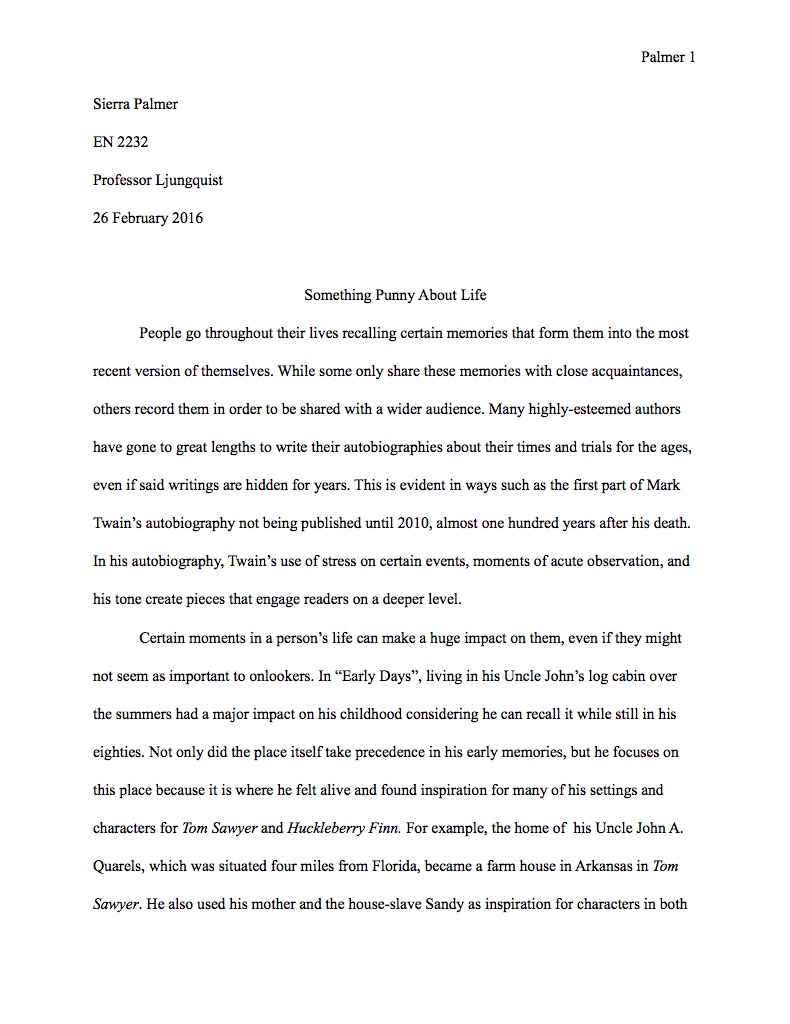 Palmer 1
Sierra Palmer
EN 2232
Professor Ljungquist
26 February 2016
Something Punny About Life
People go throughout their lives recalling certain memories that form them into the most
recent version of themselves. While some only share these memories with close acquaintances,
others record them in order to be shared with a wider audience. Many highly-esteemed authors
have gone to great lengths to write their autobiographies about their times and trials for the ages,
even if said writings are hidden for years. This is evident in ways such as the first part of Mark
Twain’s autobiography not being published until 2010, almost one hundred years after his death.
In his autobiography, Twain’s use of stress on certain events, moments of acute observation, and
his tone create pieces that engage readers on a deeper level.
Certain moments in a person’s life can make a huge impact on them, even if they might
not seem as important to onlookers. In “Early Days”, living in his Uncle John’s log cabin over
the summers had a major impact on his childhood considering he can recall it while still in his
eighties. Not only did the place itself take precedence in his early memories, but he focuses on
this place because it is where he felt alive and found inspiration for many of his settings and
characters for Tom Sawyer and Huckleberry Finn. For example, the home of  his Uncle John A.
Quarels, which was situated four miles from Florida, became a farm house in Arkansas in Tom
Sawyer. He also used his mother and the house-slave Sandy as inspiration for characters in both